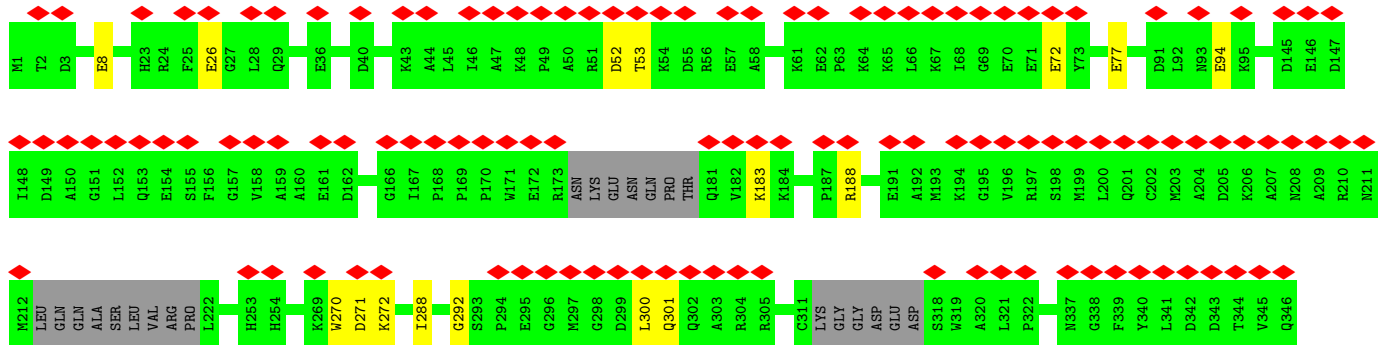 M1 T2 D3 E8 H23 R24 F25 E26 G27 L28 Q29 E36 D40 K43 A44 L45 I46 A47 K48 P49 A50 R51 D52 T53 K54 D55 R56 E57 A58 K61 E62 P63 K64 K65 L66 K67 I68 G69 E70 E71 E72 Y73 E77 D91 L92 N93 E94 K95 D145 E146 D147
I148 D149 A150 G151 L152 Q153 E154 S155 F156 G157 V158 A159 A160 E161 D162 G166 I167 P168 P169 P170 W171 E172 R173 ASN LYS GLU ASN GLN PRO THR Q181 V182 K183 K184 P187 R188 E191 A192 M193 K194 G195 V196 R197 S198 M199 L200 Q201 C202 M203 A204 D205 K206 A207 N208 A209 R210 N211
M212 LEU GLN GLN ALA SER LEU VAL ARG PRO L222 H253 H254 K269 W270 D271 K272 I288 G292 S293 P294 E295 G296 M297 G298 D299 L300 Q301 Q302 A303 R304 R305 C311 LYS GLY GLY ASP GLU ASP S318 W319 A320 L321 P322 N337 G338 F339 Y340 L341 D342 D343 T344 V345 Q346